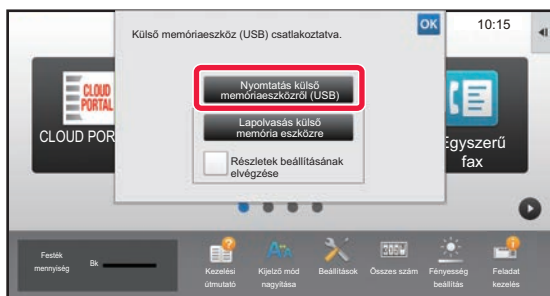 Külső memóriaeszköz (USB) csatlakoztatva.
OK
10:15
Nyomtatás külső
memóriaeszközről (USB)
Lapolvasás külső
memória eszközre
Részletek beállításának
elvégzése
CLOUD
PORTAL
CLOUD POR
Egyszerű
fax
Festék
mennyiség
Bk
Kezelési
útmutató
Kijelző mód
nagyítása
Beállítások
Összes szám
Fényesség
beállítás
Feladat
kezelés